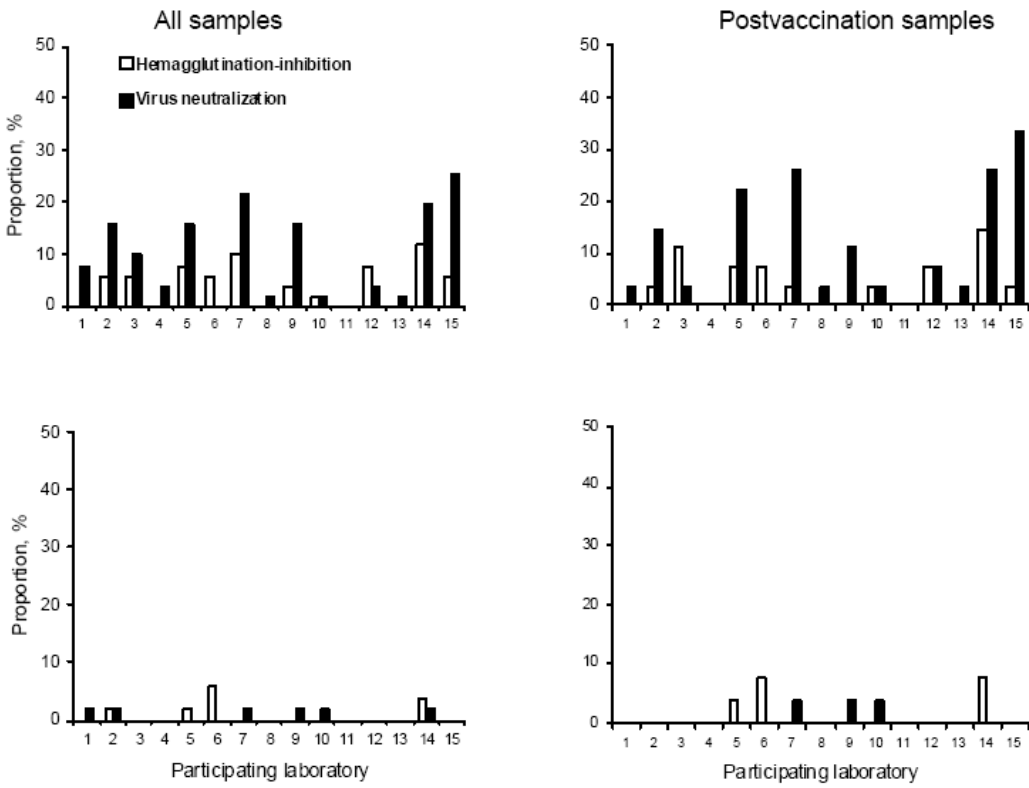 All samples
Postvaccination samples
50
40
30
20
10
0
Proportion, %
Hemagglutination-inhibition
Virus neutralization
1 2 3 4 5 6 7 8 9 10 11 12 13 14 15
50
40
30
20
10
0
1 2 3 4 5 6 7 8 9 10 11 12 13 14 15
50
40
30
20
10
0
Proportion, %
1 2 3 4 5 6 7 8 9 10 11 12 13 14 15
Participating laboratory
50
40
30
20
10
0
1 2 3 4 5 6 7 8 9 10 11 12 13 14 15
Participating laboratory